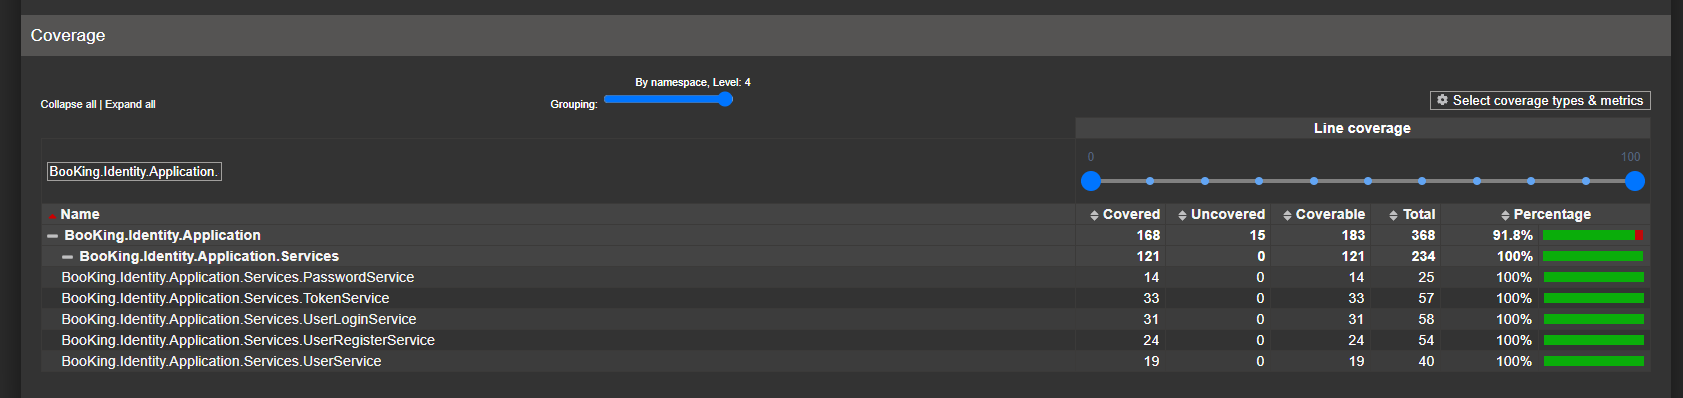 Coverage
By namespace, Level: 4
Collapse all | Expand all
Grouping:
Select coverage types & metrics
Line coverage
0 100
BooKing.Identity.Application.
Name Covered Uncovered Coverable Total Percentage
BooKing.Identity.Application 168 15 183 368 91.8%
BooKing.Identity.Application.Services 121 0 121 234 100%
BooKing.Identity.Application.Services.PasswordService 14 0 14 25 100%
BooKing.Identity.Application.Services.TokenService 33 0 33 57 100%
BooKing.Identity.Application.Services.UserLoginService 31 0 31 58 100%
BooKing.Identity.Application.Services.UserRegisterService 24 0 24 54 100%
BooKing.Identity.Application.Services.UserService 19 0 19 40 100%